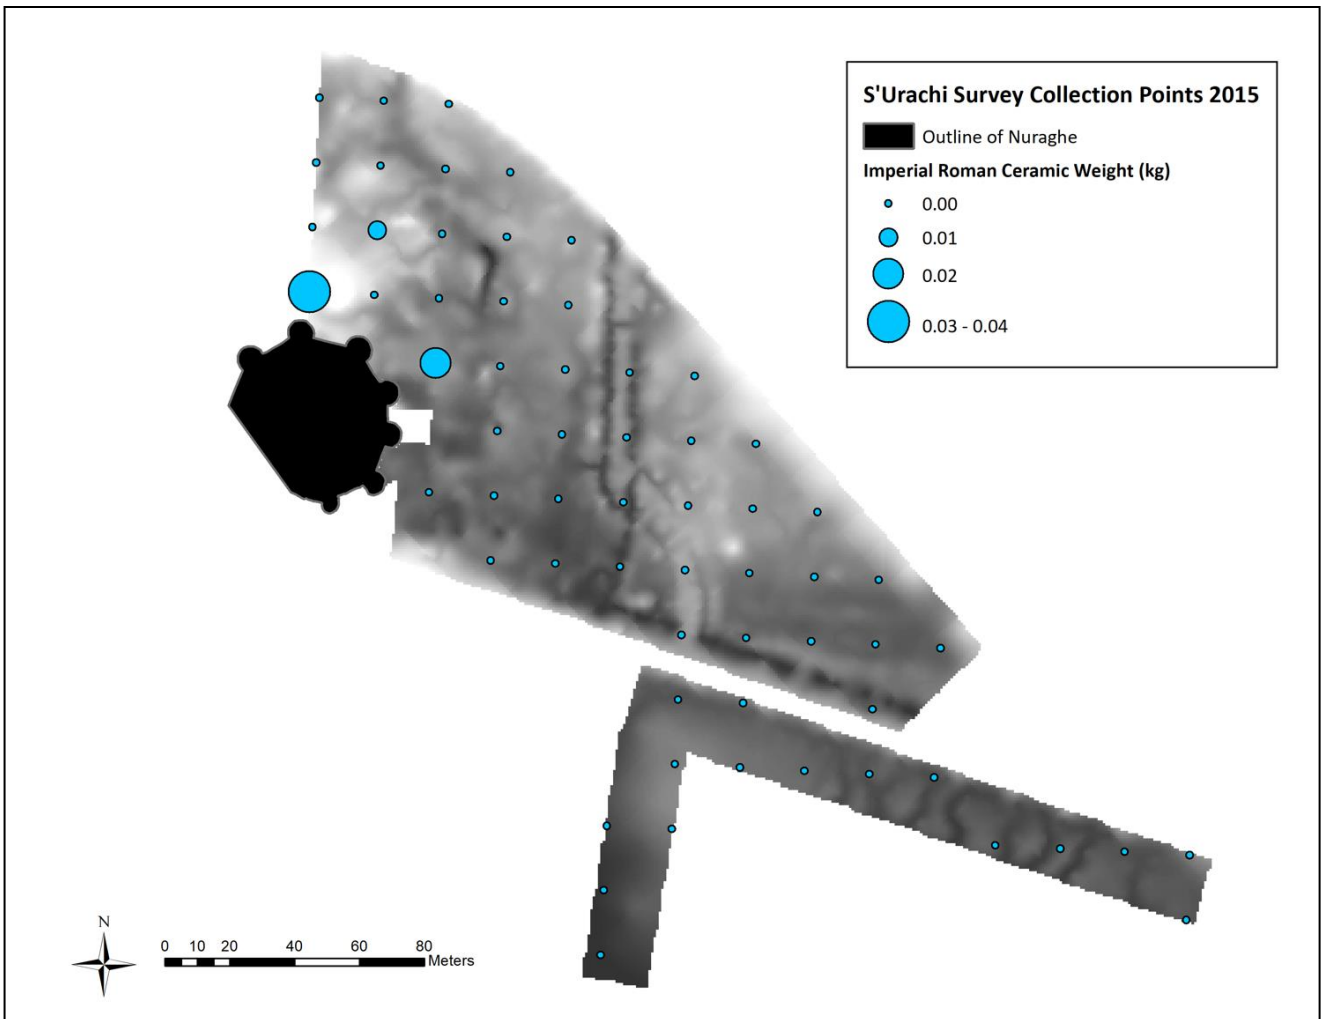 S'Urachi Survey Collection Points 2015
Outline of Nuraghe
Imperial Roman Ceramic Weight (kg)
0.00
0.01
0.02
0.03 - 0.04
N
0 10 20 40 60 80
Meters